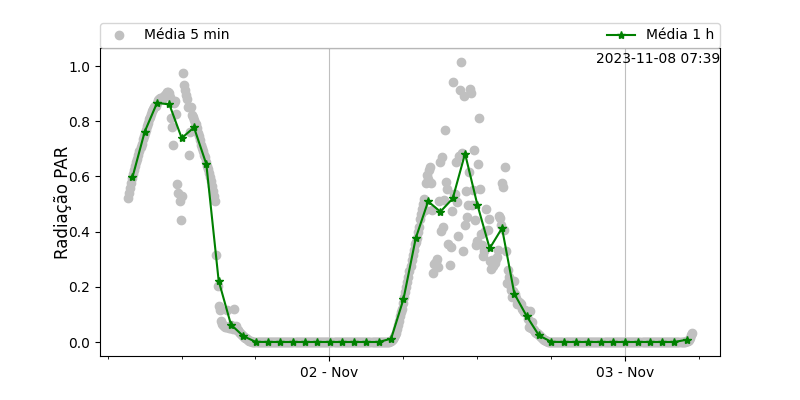 Média 5 min
Média 1 h
2023-11-08 07:39
Radiação PAR
1.0
0.8
0.6
0.4
0.2
0.0
02 - Nov
03 - Nov